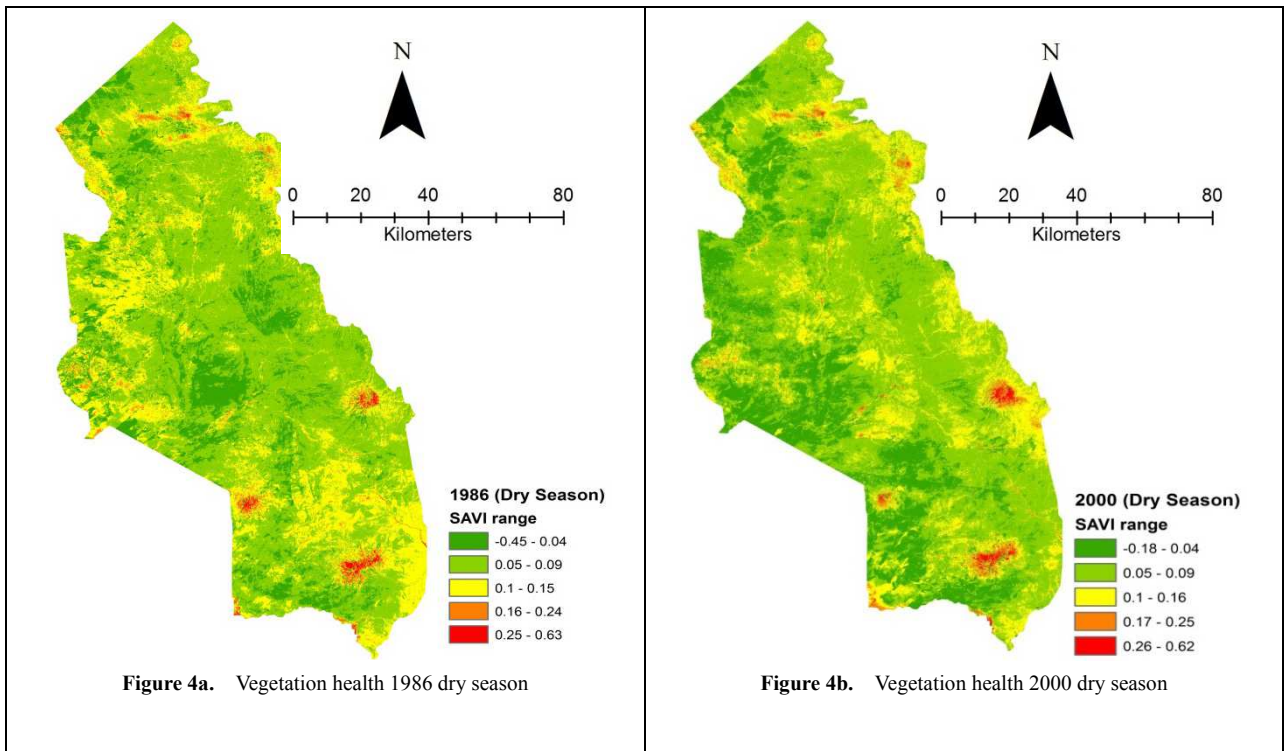 N
0 20 40 80
Kilometers
1986 (Dry Season)
SAVI range
-0.45 - 0.04
0.05 - 0.09
0.1 - 0.15
0.16 - 0.24
0.25 - 0.63
Figure 4a. Vegetation health 1986 dry season
N
0 20 40 80
Kilometers
2000 (Dry Season)
SAVI range
-0.18 - 0.04
0.05 - 0.09
0.1 - 0.16
0.17 - 0.25
0.26 - 0.62
Figure 4b. Vegetation health 2000 dry season